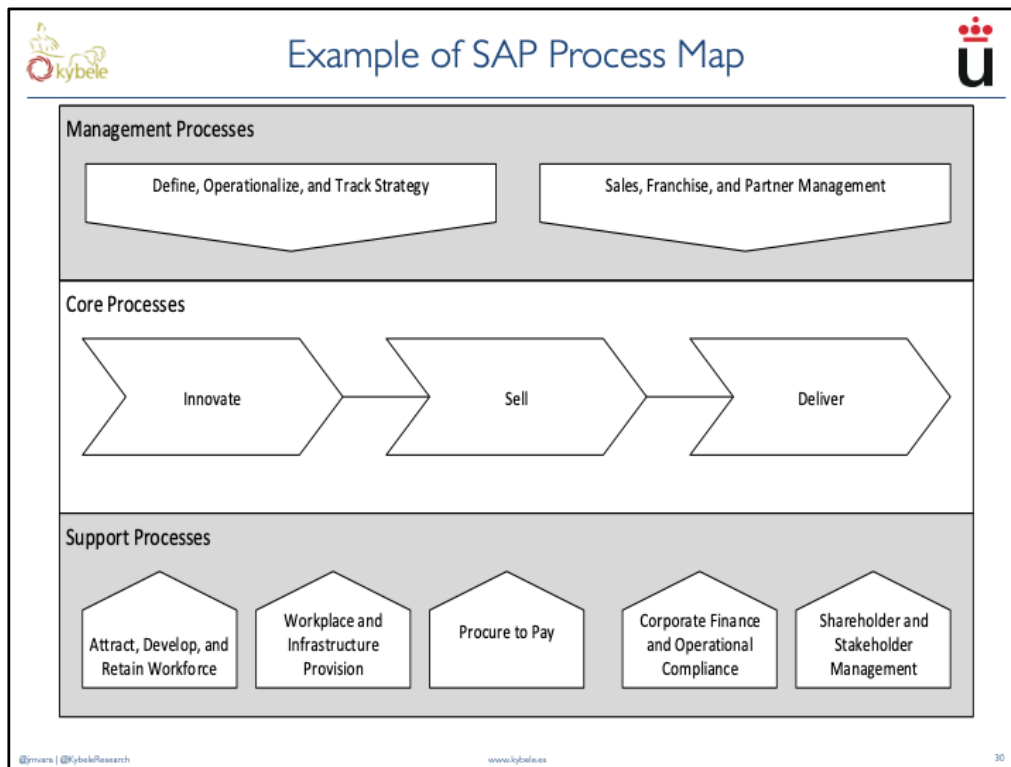 kybele
Example of SAP Process Map
u
Management Processes
Define, Operationalize, and Track Strategy
Sales, Franchise, and Partner Management
Core Processes
Innovate
Sell
Deliver
Support Processes
Attract, Develop, and
Retain Workforce
Workplace and
Infrastructure
Provision
Procure to Pay
Corporate Finance
and Operational
Compliance
Shareholder and
Stakeholder
Management
@jmvara | @KybeleResearch
www.kybele.es
30